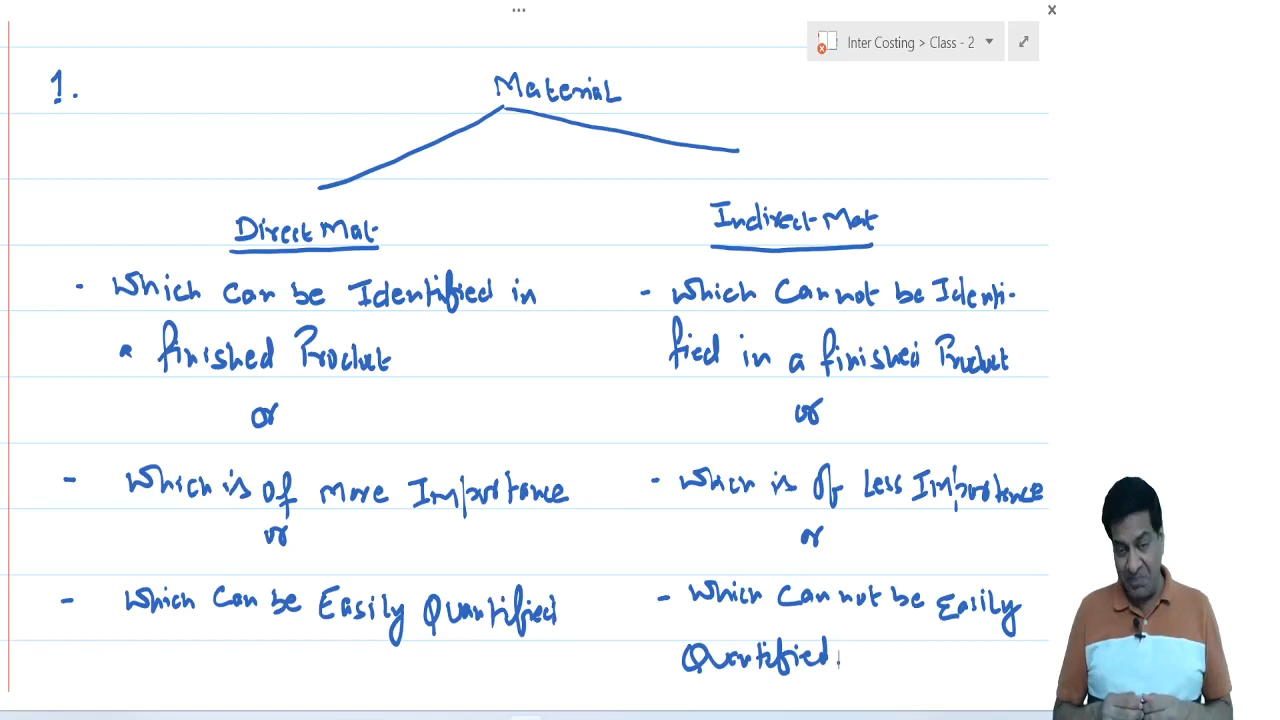 ...
×
Inter Costing > Class - 2
1.
Material
Direct Mat
Indirect Mat
- Which can be Identified in
a finished Product
or
- Which is of More Importance
or
- Which Can be Easily Quantified
- Which Cannot be Identi-
fied in a finished Product
or
- Which is of Less Importance
or
- Which Cannot be Easily
Quantified.